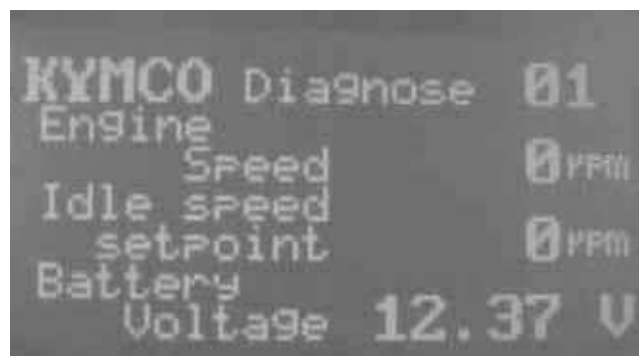 KYMCO Diagnose 01
Engine
Speed 0 rpm
Idle speed
setpoint 0 rpm
Battery
Voltage 12.37 V